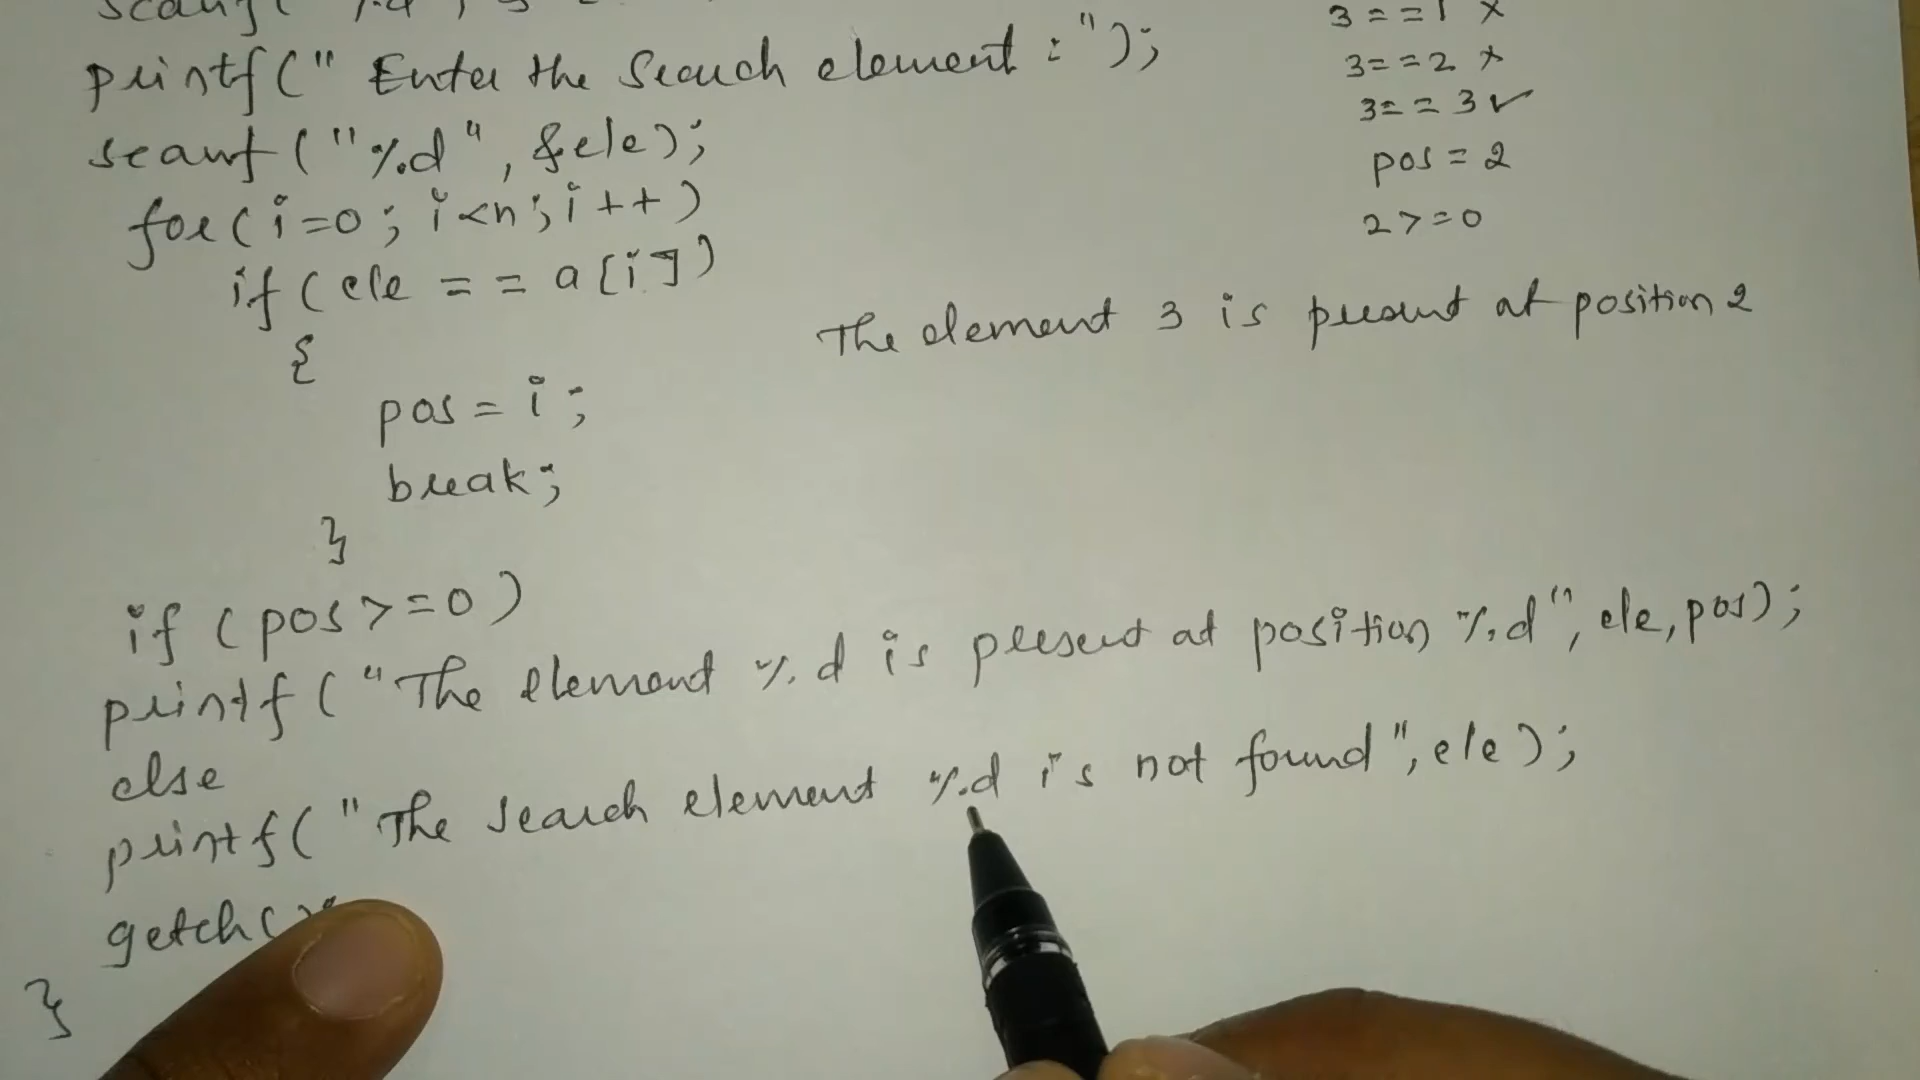 printf(" Enter the Search element : ");
scanf("%d", &ele);
for(i=0; i<n; i++)
if(ele == a[i])
{
pos = i;
break;
}
if (pos>=0)
printf("The element %d is present at position %d", ele, pos);
else
printf("The search element %d is not found", ele);
getch(
}
3==1 x
3==2 x
3==3 ✓
pos = 2
2>=0
The element 3 is present at position 2